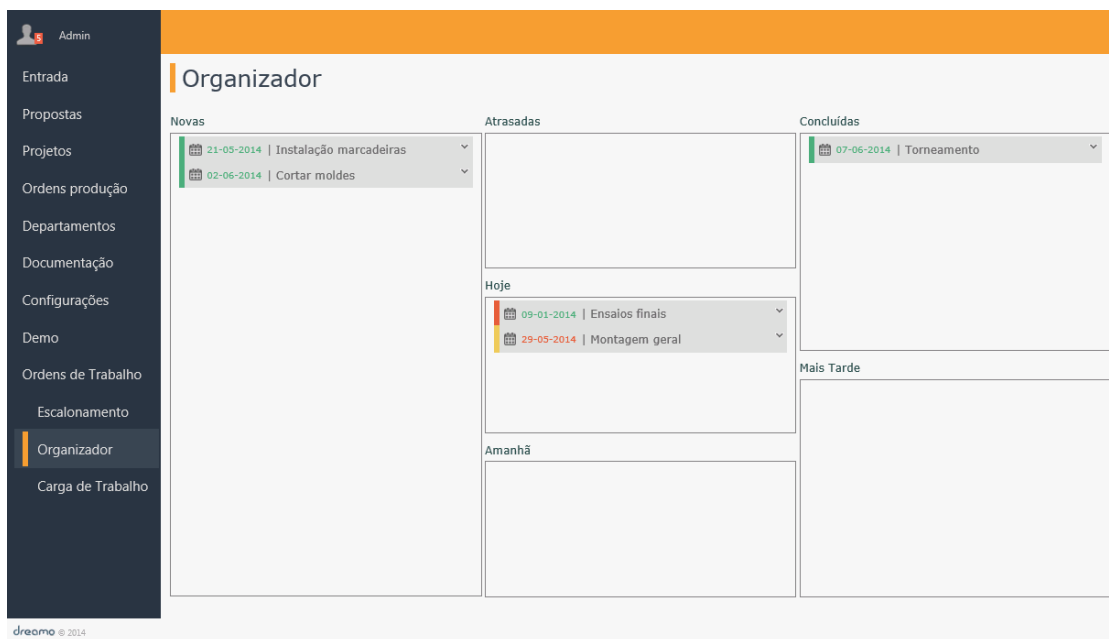 5
Admin
Entrada
Propostas
Projetos
Ordens produção
Departamentos
Documentação
Configurações
Demo
Ordens de Trabalho
Escalonamento
Organizador
Carga de Trabalho
dreamo © 2014
Organizador
Novas
21-05-2014 | Instalação marcadeiras
02-06-2014 | Cortar moldes
Atrasadas
Hoje
09-01-2014 | Ensaios finais
29-05-2014 | Montagem geral
Amanhã
Concluídas
07-06-2014 | Torneamento
Mais Tarde